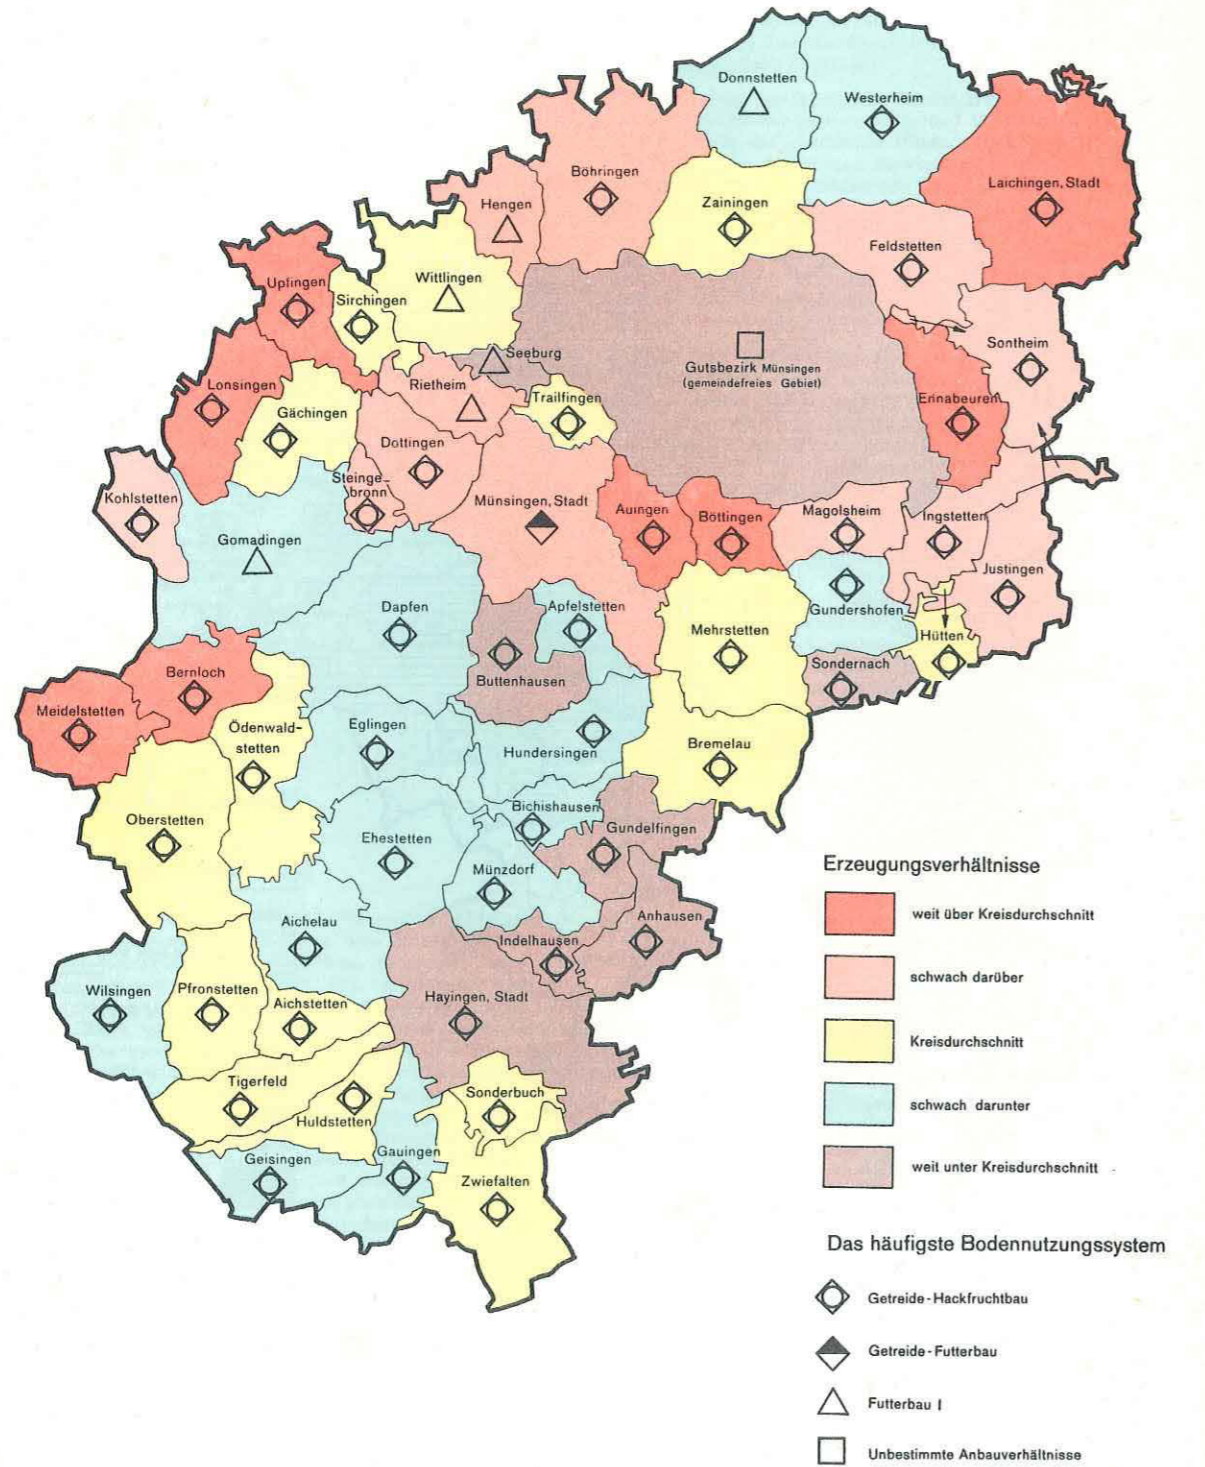 Donnstetten
Westerheim
Laichingen, Stadt
Böhringen
Hengen
Zainingen
Feldstetten
Wittlingen
Upfingen
Sirchingen
Seeburg
Gutsbezirk Münsingen
(gemeindefreies Gebiet)
Sontheim
Lonsingen
Rietheim
Trailfingen
Ennabeuren
Gächingen
Dottingen
Steinge-
bronn
Kohlstetten
Münsingen, Stadt
Auingen
Böttingen
Magolsheim
Ingstetten
Gomadingen
Justingen
Dapfen
Apfelstetten
Gundershofen
Mehrstetten
Hütten
Bernloch
Buttenhausen
Sondernach
Meidelstetten
Ödenwald-
stetten
Eglingen
Hundersingen
Bremelau
Oberstetten
Bichishausen
Ehestetten
Gundelfingen
Münzdorf
Aichelau
Anhausen
Indelhausen
Wilsingen
Pfronstetten
Aichstetten
Hayingen, Stadt
Tigerfeld
Huldstetten
Sonderbuch
Geisingen
Gauingen
Zwiefalten
Erzeugungsverhältnisse
weit über Kreisdurchschnitt
schwach darüber
Kreisdurchschnitt
schwach darunter
weit unter Kreisdurchschnitt
Das häufigste Bodennutzungssystem
Getreide-Hackfruchtbau
Getreide-Futterbau
Futterbau I
Unbestimmte Anbauverhältnisse